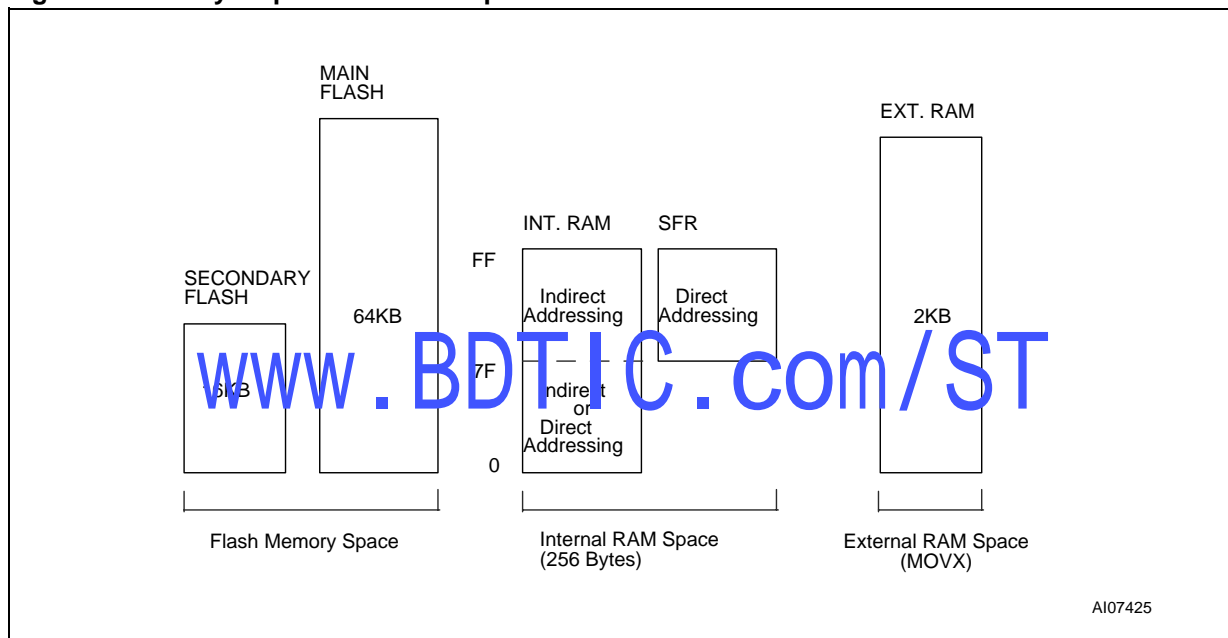 MAIN
FLASH
EXT. RAM
INT. RAM
SFR
FF
SECONDARY
FLASH
Indirect
Addressing
Direct
Addressing
64KB
2KB
www.BDTIC.com/ST
7F
16KB
Indirect
or
Direct
Addressing
0
Flash Memory Space
Internal RAM Space
(256 Bytes)
External RAM Space
(MOVX)
AI07425